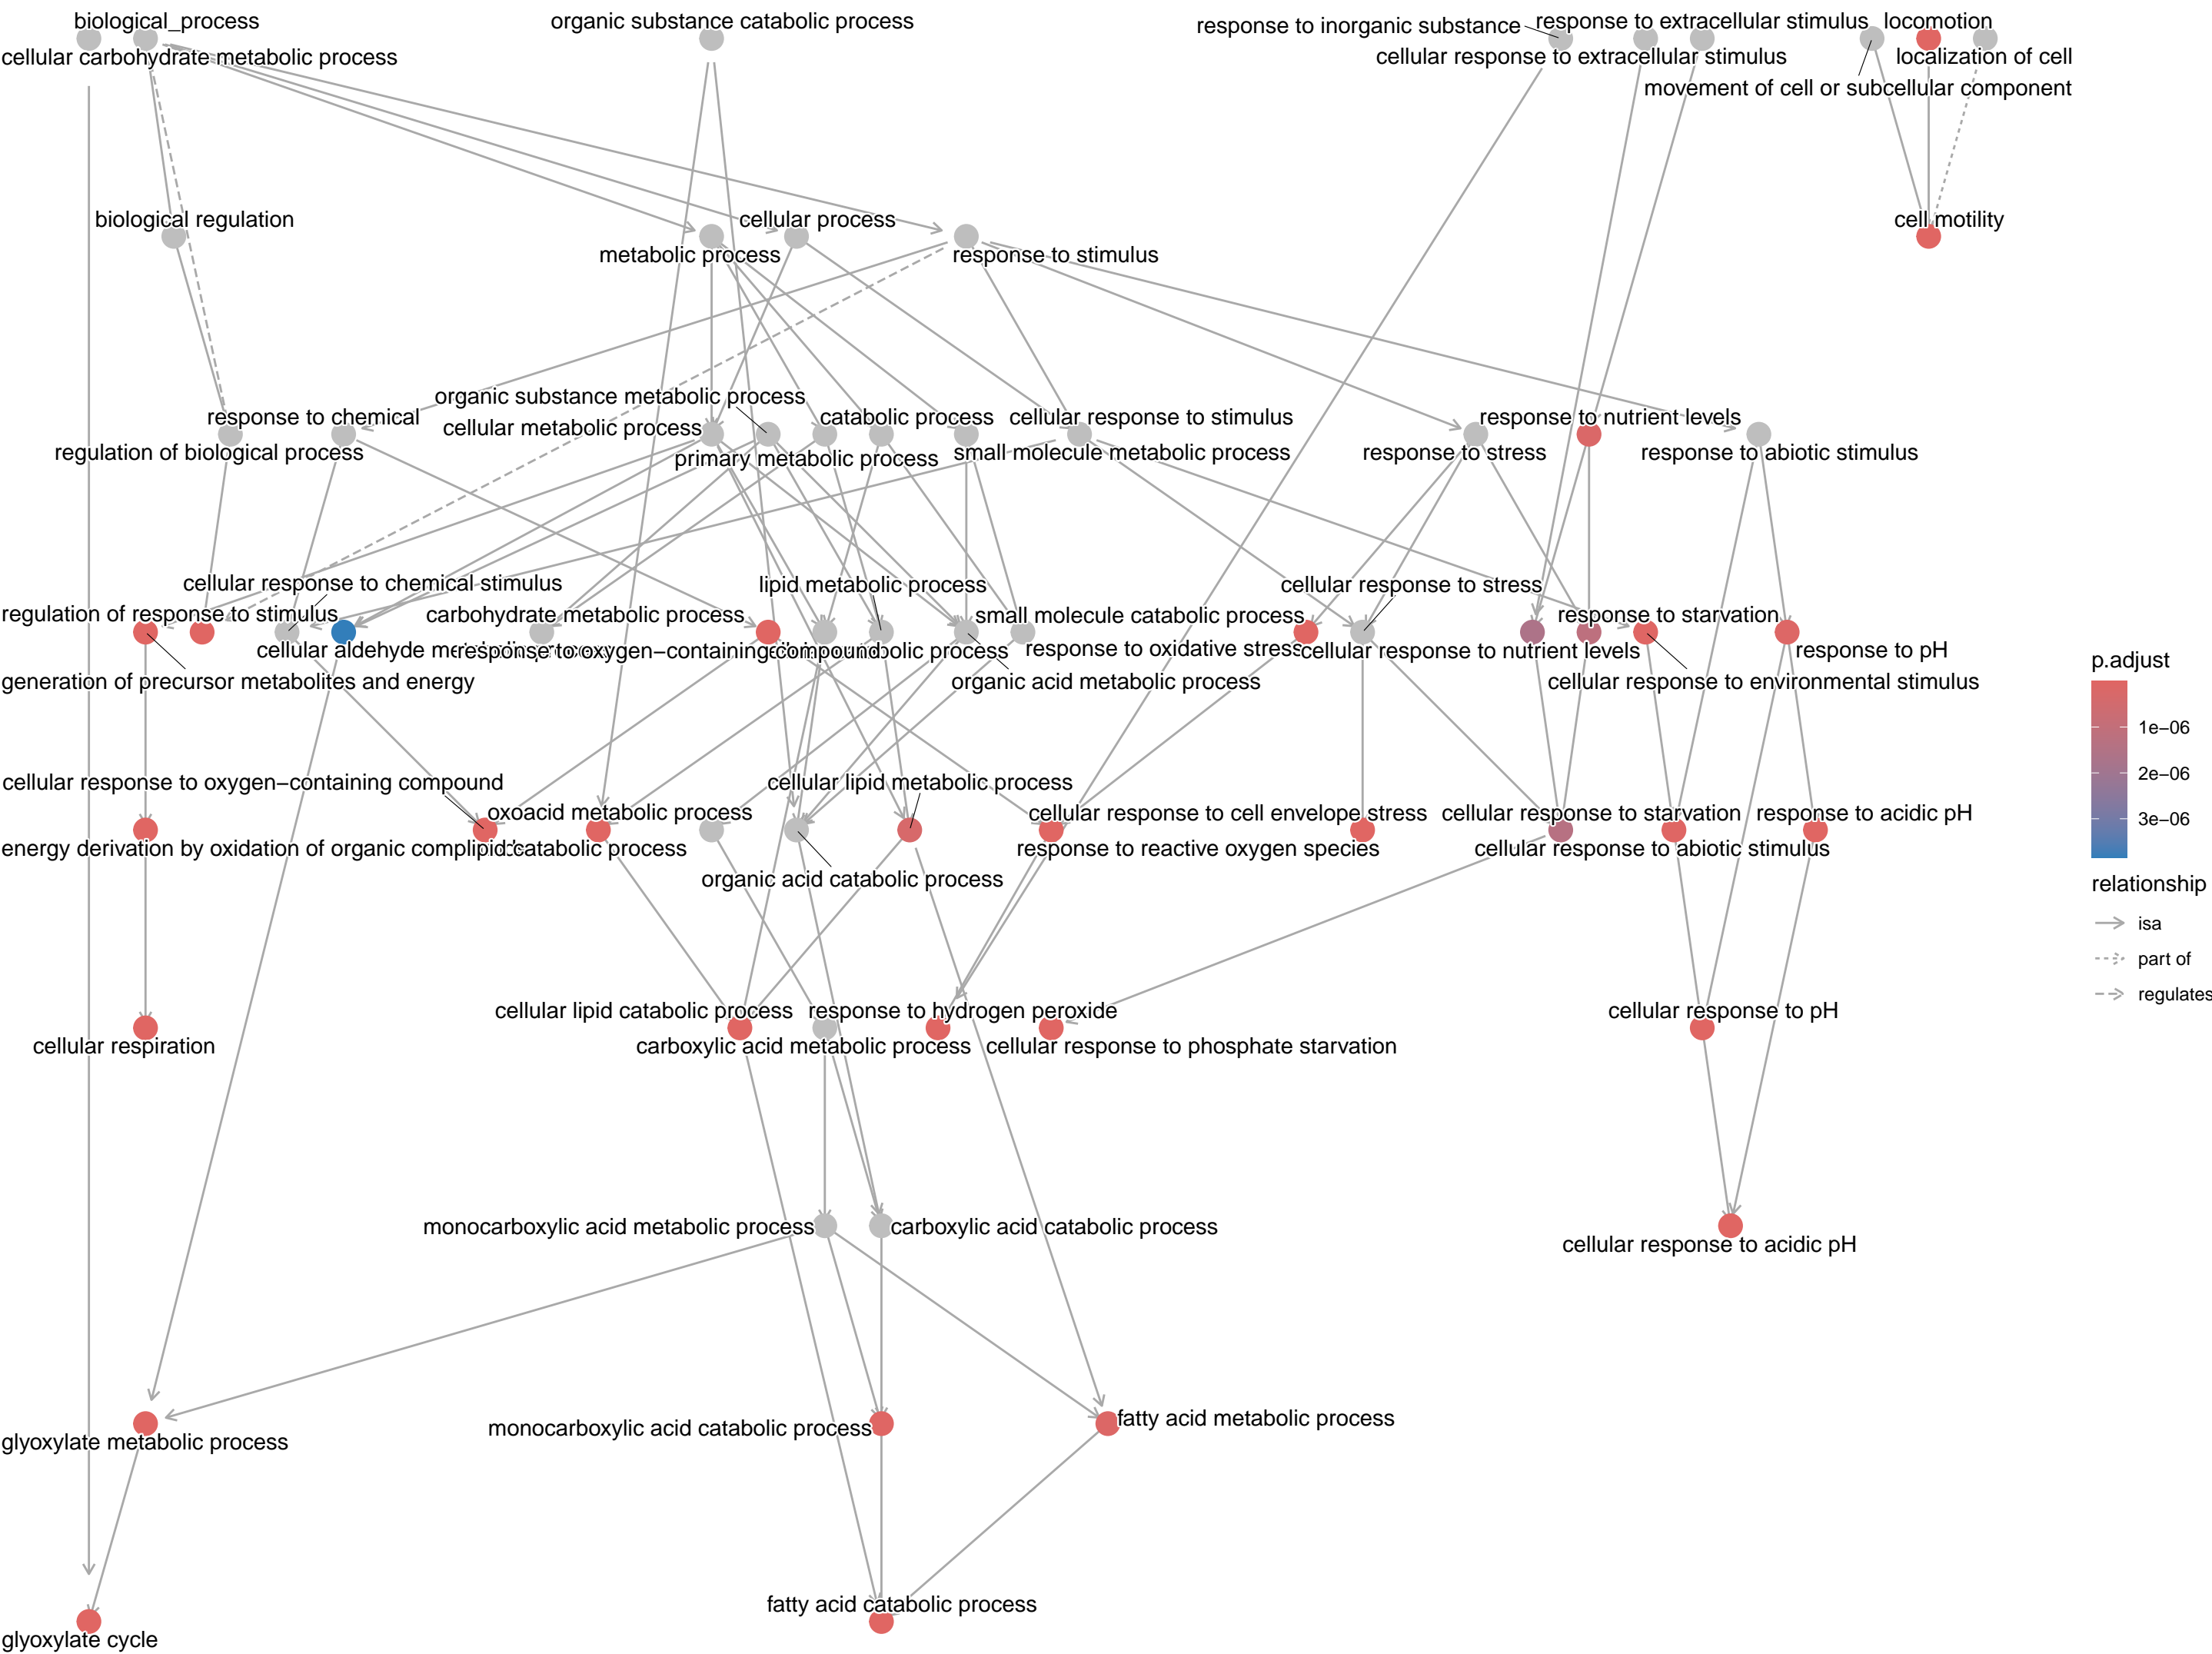 biological_process
organic substance catabolic process
response to inorganic substance
response to extracellular stimulus
locomotion
cellular carbohydrate metabolic process
cellular response to extracellular stimulus
localization of cell
movement of cell or subcellular component
biological regulation
cellular process
cell motility
metabolic process
response to stimulus
organic substance metabolic process
response to chemical
cellular metabolic process
catabolic process
cellular response to stimulus
response to nutrient levels
regulation of biological process
primary metabolic process
small molecule metabolic process
response to stress
response to abiotic stimulus
cellular response to chemical stimulus
lipid metabolic process
cellular response to stress
regulation of response to stimulus
carbohydrate metabolic process
small molecule catabolic process
response to starvation
cellular aldehyde
response to oxygen−containing compound
process
response to oxidative stress
cellular response to nutrient levels
response to pH
generation of precursor metabolites and energy
organic acid metabolic process
cellular response to environmental stimulus
p.adjust
1e−06
2e−06
3e−06
cellular response to oxygen−containing compound
cellular lipid metabolic process
oxoacid metabolic process
cellular response to cell envelope stress
cellular response to starvation
response to acidic pH
energy derivation by oxidation of organic
lipid catabolic process
response to reactive oxygen species
cellular response to abiotic stimulus
organic acid catabolic process
relationship
isa
part of
regulates
cellular lipid catabolic process
response to hydrogen peroxide
cellular response to pH
cellular respiration
carboxylic acid metabolic process
cellular response to phosphate starvation
monocarboxylic acid metabolic process
carboxylic acid catabolic process
cellular response to acidic pH
glyoxylate metabolic process
monocarboxylic acid catabolic process
fatty acid metabolic process
fatty acid catabolic process
glyoxylate cycle